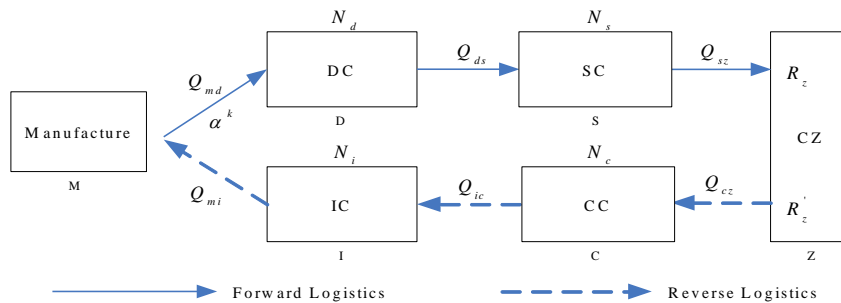 N_d N_s
Q_md DC Q_ds SC Q_sz R_z
α^k D S
Manufacture CZ
M
N_i N_c
Q_mi IC Q_ic CC Q_cz R_z'
I C Z
Forward Logistics Reverse Logistics